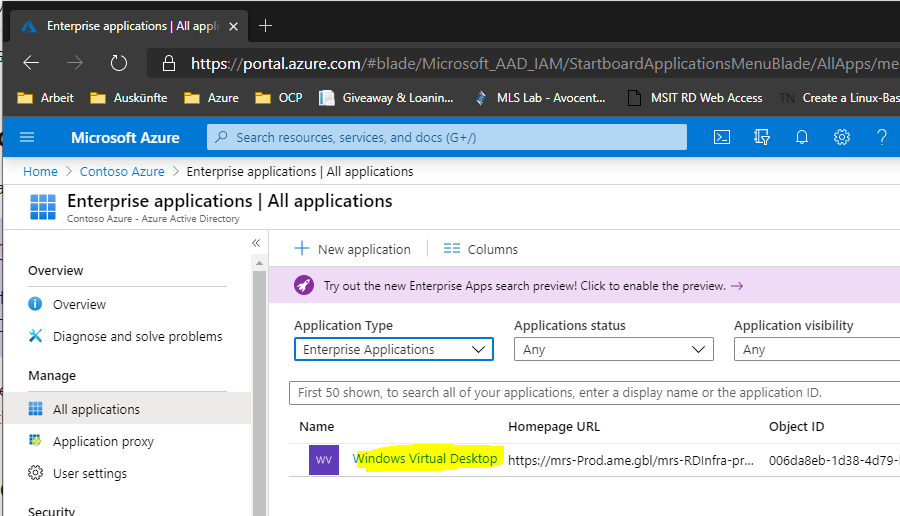 Enterprise applications | All appli
https://portal.azure.com/#blade/Microsoft_AAD_IAM/StartboardApplicationsMenuBlade/AllApps/me
Arbeit Auskünfte Azure OCP Giveaway & Loanin... MLS Lab - Avocent... MSIT RD Web Access TN Create a Linux-Bas
Microsoft Azure Search resources, services, and docs (G+/)
Home > Contoso Azure > Enterprise applications | All applications
Enterprise applications | All applications
Contoso Azure - Azure Active Directory
Overview
Overview
Diagnose and solve problems
Manage
All applications
Application proxy
User settings
Security
New application Columns
Try out the new Enterprise Apps search preview! Click to enable the preview. →
Application Type Applications status Application visibility
Enterprise Applications Any Any
First 50 shown, to search all of your applications, enter a display name or the application ID.
Name Homepage URL Object ID
WV Windows Virtual Desktop https://mrs-Prod.ame.gbl/mrs-RDInfra-pr... 006da8eb-1d38-4d79-